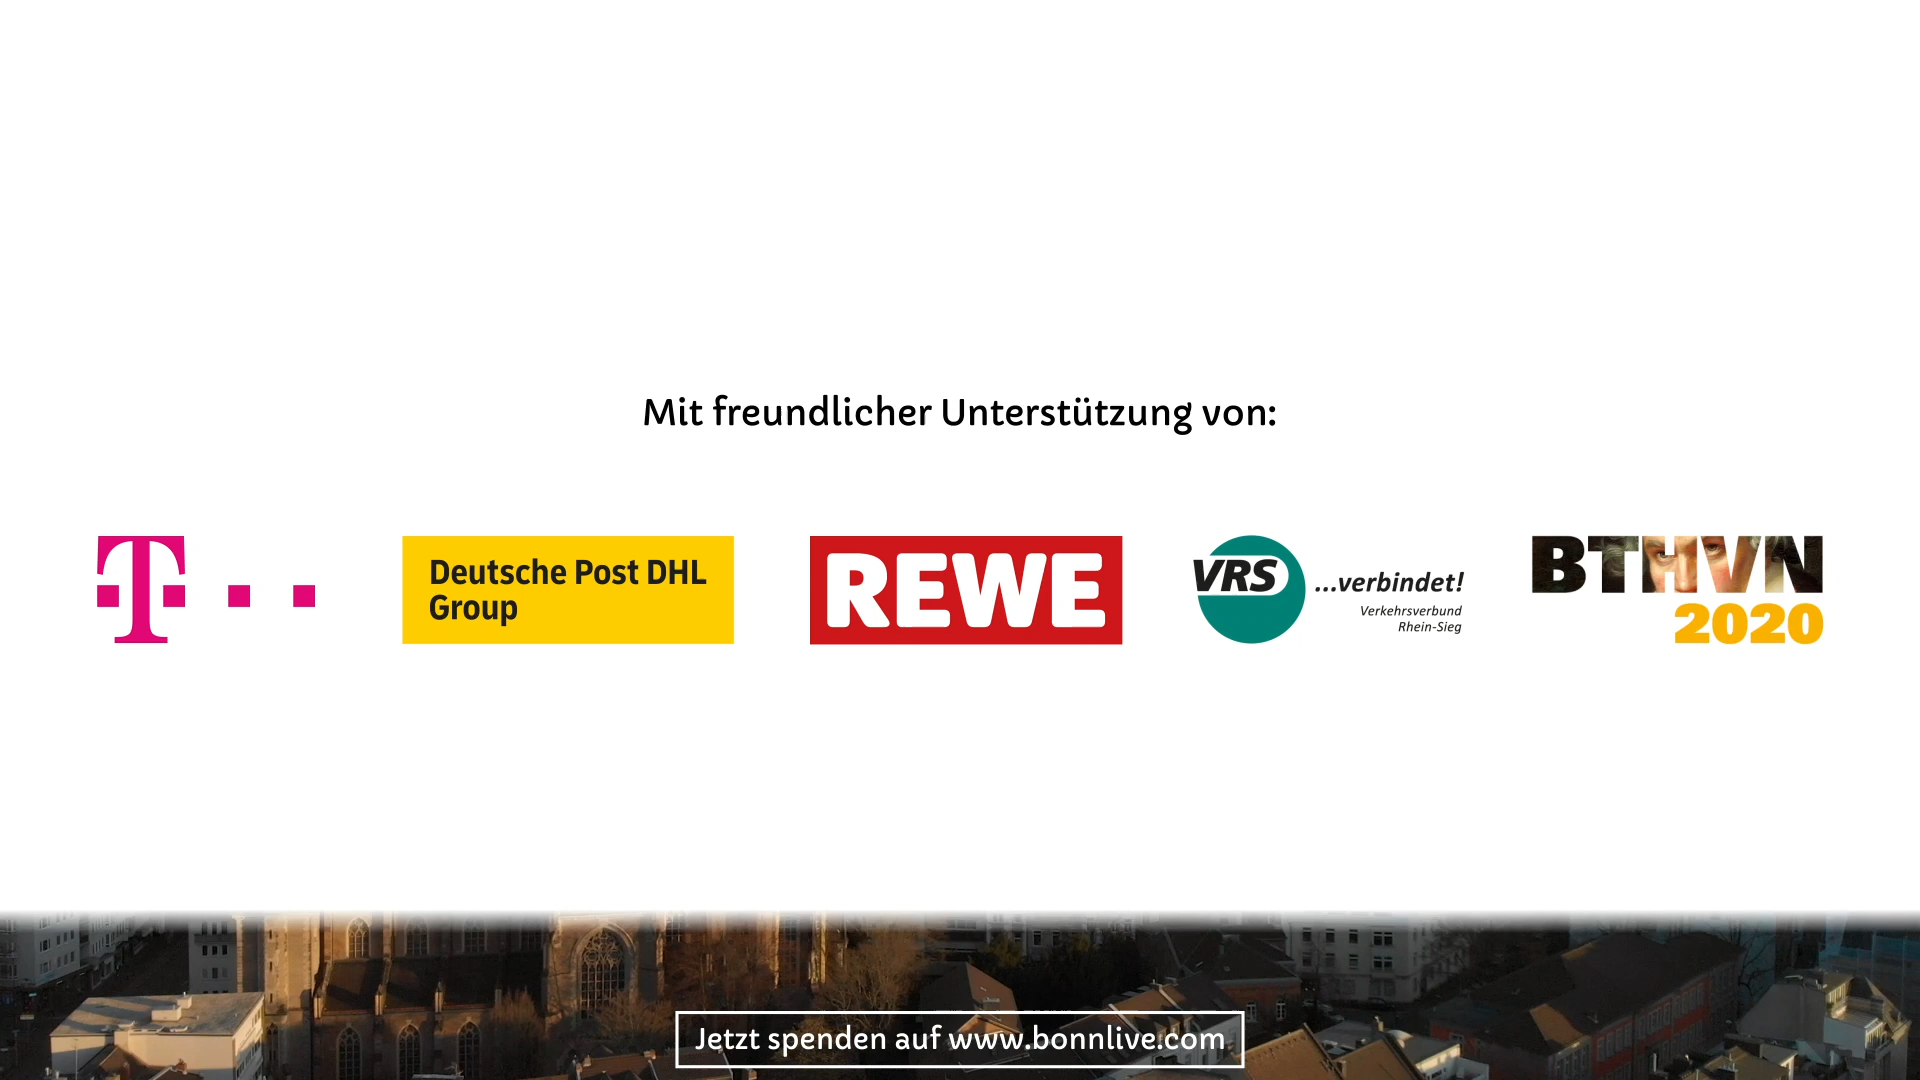 Mit freundlicher Unterstützung von:
T
Deutsche Post DHL
Group
REWE
VRS
...verbindet!
Verkehrsverbund
Rhein-Sieg
BTHVN
2020
Jetzt spenden auf www.bonnlive.com